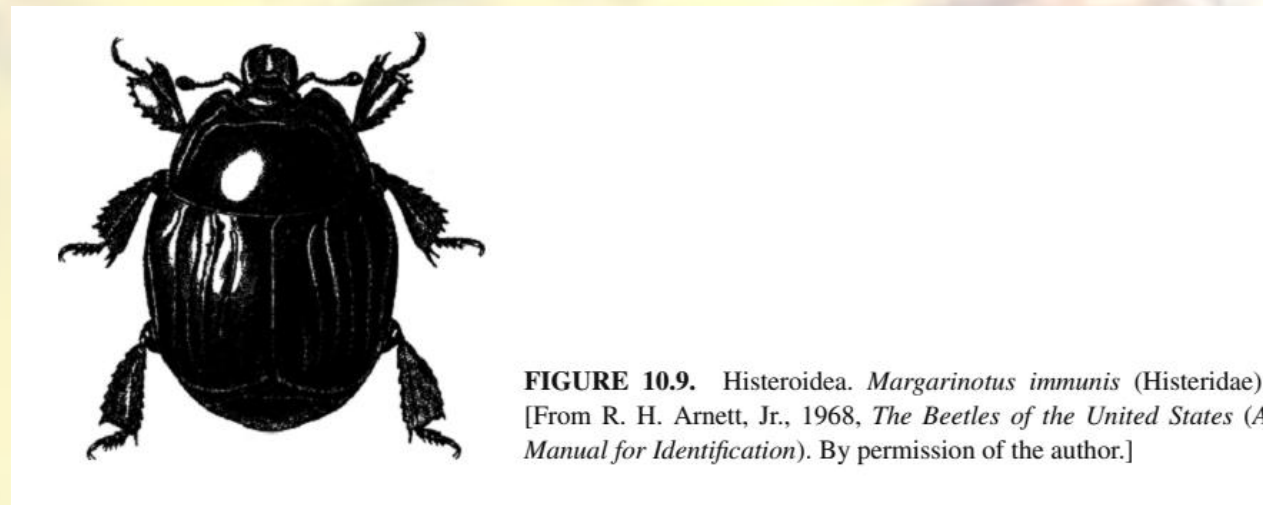 FIGURE 10.9. Histeroidea. Margarinotus immunis (Histeridae)
[From R. H. Arnett, Jr., 1968, The Beetles of the United States (A
Manual for Identification). By permission of the author.]